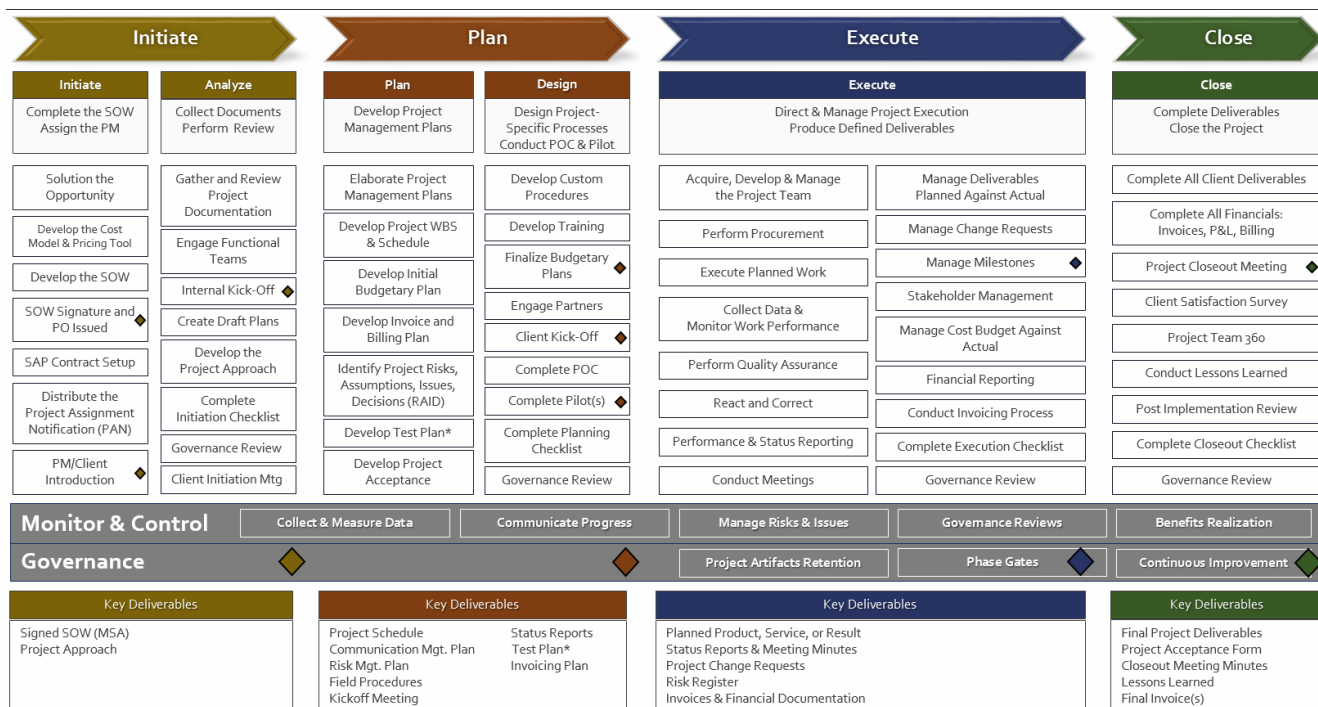 Initiate
Plan
Execute
Close
Initiate
Complete the SOW
Assign the PM
Solution the
Opportunity
Develop the Cost
Model & Pricing Tool
Develop the SOW
SOW Signature and
PO Issued
SAP Contract Setup
Distribute the
Project Assignment
Notification (PAN)
PM/Client
Introduction
Analyze
Collect Documents
Perform Review
Gather and Review
Project
Documentation
Engage Functional
Teams
Internal Kick-Off
Create Draft Plans
Develop the
Project Approach
Complete
Initiation Checklist
Governance Review
Client Initiation Mtg
Plan
Develop Project
Management Plans
Elaborate Project
Management Plans
Develop Project WBS
& Schedule
Develop Initial
Budgetary Plan
Develop Invoice and
Billing Plan
Identify Project Risks,
Assumptions, Issues,
Decisions (RAID)
Develop Test Plan*
Develop Project
Acceptance
Design
Design Project-
Specific Processes
Conduct POC & Pilot
Develop Custom
Procedures
Develop Training
Finalize Budgetary
Plans
Engage Partners
Client Kick-Off
Complete POC
Complete Pilot(s)
Complete Planning
Checklist
Governance Review
Execute
Direct & Manage Project Execution
Produce Defined Deliverables
Acquire, Develop & Manage
the Project Team
Perform Procurement
Execute Planned Work
Collect Data &
Monitor Work Performance
Perform Quality Assurance
React and Correct
Performance & Status Reporting
Conduct Meetings
Manage Deliverables
Planned Against Actual
Manage Change Requests
Manage Milestones
Stakeholder Management
Manage Cost Budget Against
Actual
Financial Reporting
Conduct Invoicing Process
Complete Execution Checklist
Governance Review
Close
Complete Deliverables
Close the Project
Complete All Client Deliverables
Complete All Financials:
Invoices, P&L, Billing
Project Closeout Meeting
Client Satisfaction Survey
Project Team 360
Conduct Lessons Learned
Post Implementation Review
Complete Closeout Checklist
Governance Review
Monitor & Control
Collect & Measure Data
Communicate Progress
Manage Risks & Issues
Governance Reviews
Benefits Realization
Governance
Project Artifacts Retention
Phase Gates
Continuous Improvement
Key Deliverables
Signed SOW (MSA)
Project Approach
Key Deliverables
Project Schedule
Communication Mgt. Plan
Risk Mgt. Plan
Field Procedures
Kickoff Meeting
Status Reports
Test Plan*
Invoicing Plan
Key Deliverables
Planned Product, Service, or Result
Status Reports & Meeting Minutes
Project Change Requests
Risk Register
Invoices & Financial Documentation
Key Deliverables
Final Project Deliverables
Project Acceptance Form
Closeout Meeting Minutes
Lessons Learned
Final Invoice(s)